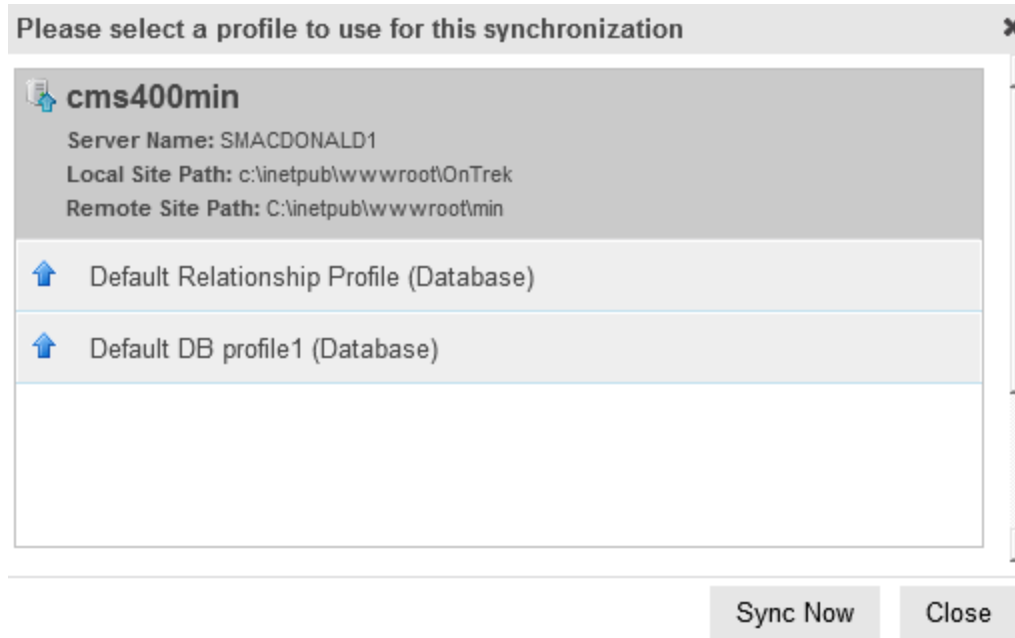 Please select a profile to use for this synchronization
cms400min
Server Name: SMACDONALD1
Local Site Path: c:\inetpub\wwwroot\OnTrek
Remote Site Path: C:\inetpub\wwwroot\min
Default Relationship Profile (Database)
Default DB profile1 (Database)
Sync Now Close